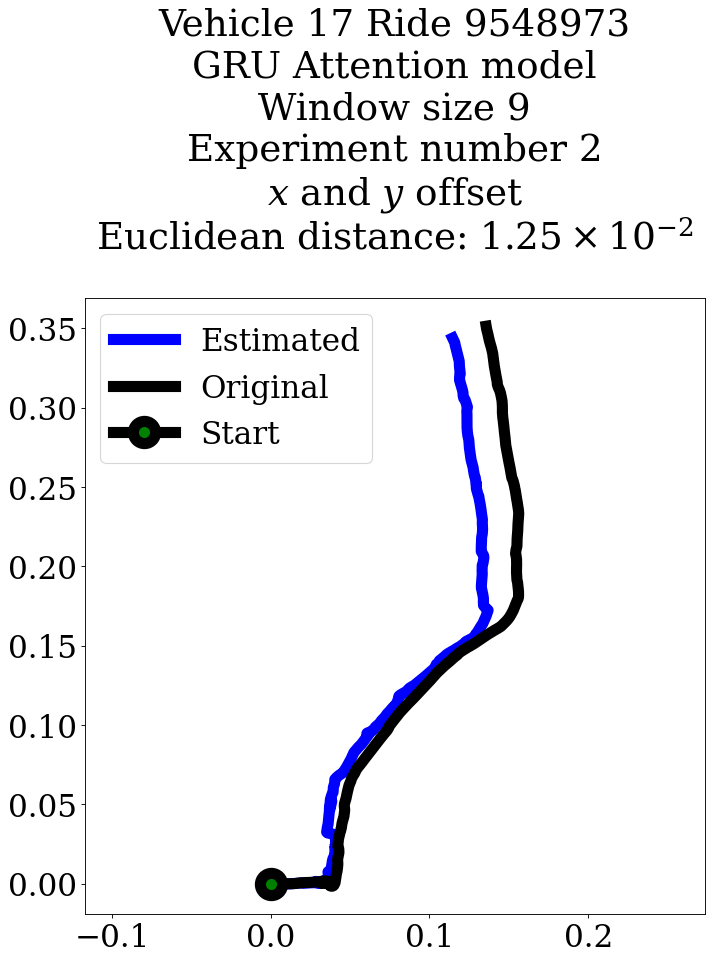 Vehicle 17 Ride 9548973
GRU Attention model
Window size 9
Experiment number 2
x and y offset
Euclidean distance: 1.25 × 10⁻²
Estimated
Original
Start
0.35
0.30
0.25
0.20
0.15
0.10
0.05
0.00
−0.1 0.0 0.1 0.2